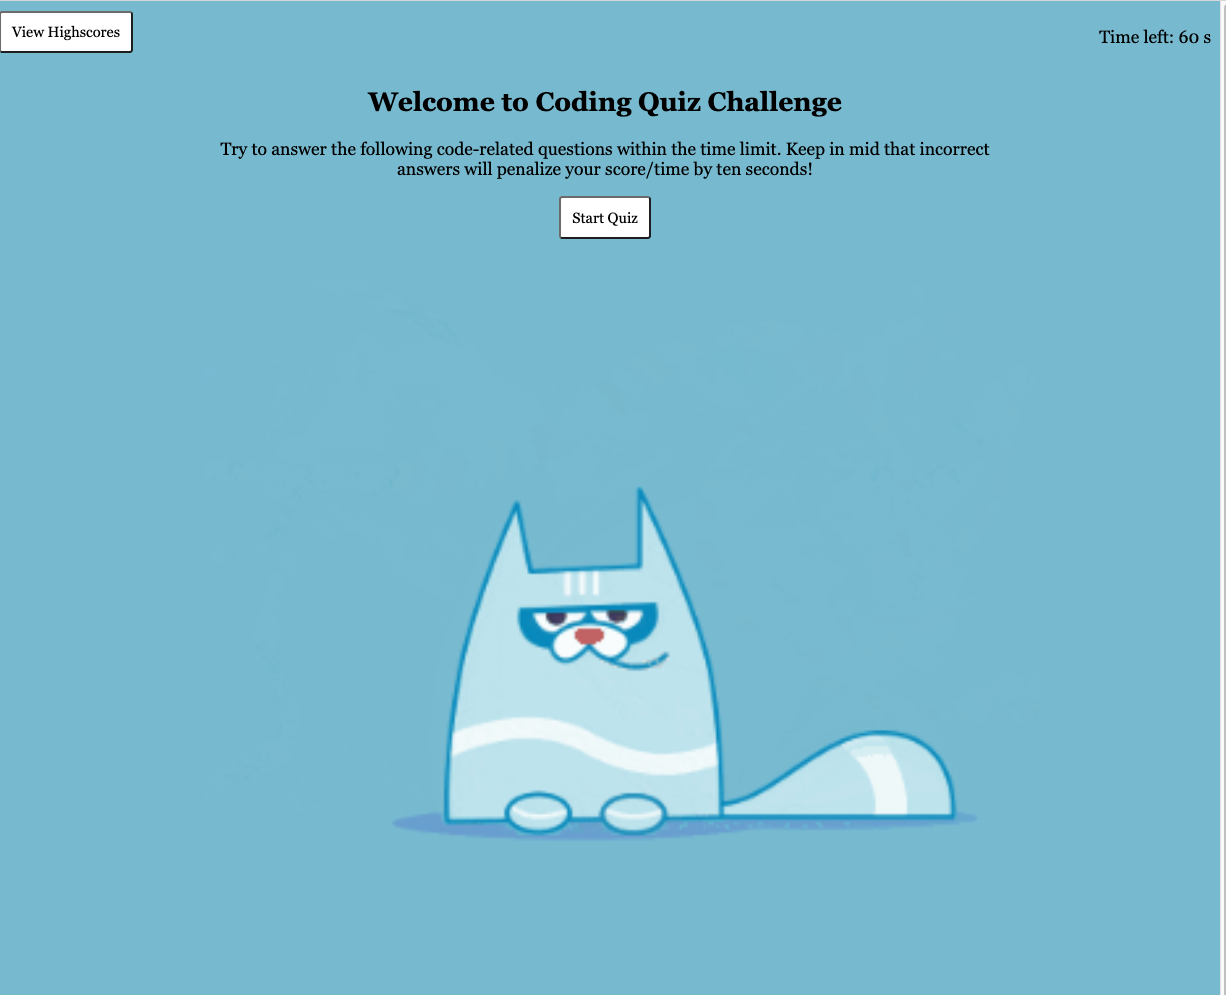 View Highscores
Time left: 60 s
Welcome to Coding Quiz Challenge
Try to answer the following code-related questions within the time limit. Keep in mid that incorrect
answers will penalize your score/time by ten seconds!
Start Quiz